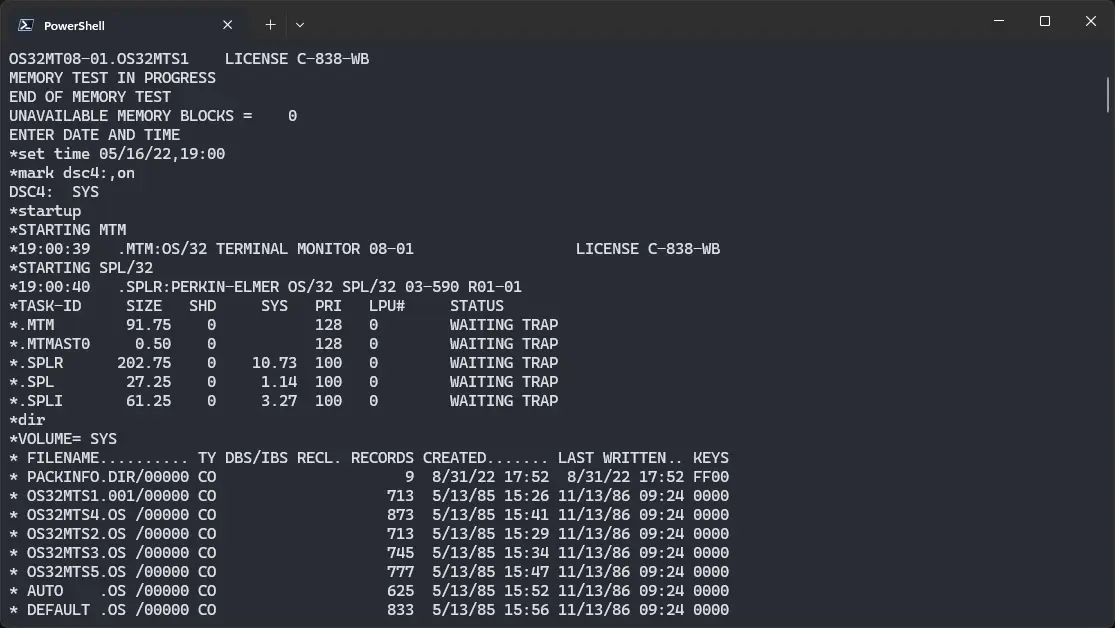 PowerShell
OS32MT08-01.OS32MTS1    LICENSE C-838-WB
MEMORY TEST IN PROGRESS
END OF MEMORY TEST
UNAVAILABLE MEMORY BLOCKS =    0
ENTER DATE AND TIME
*set time 05/16/22,19:00
*mark dsc4:,on
DSC4:  SYS
*startup
*STARTING MTM
*19:00:39   .MTM:OS/32 TERMINAL MONITOR 08-01                  LICENSE C-838-WB
*STARTING SPL/32
*19:00:40   .SPLR:PERKIN-ELMER OS/32 SPL/32 03-590 R01-01
*TASK-ID     SIZE   SHD     SYS   PRI   LPU#     STATUS
*.MTM        91.75    0           128   0        WAITING TRAP
*.MTMAST0     0.50    0           128   0        WAITING TRAP
*.SPLR      202.75    0    10.73  100   0        WAITING TRAP
*.SPL        27.25    0     1.14  100   0        WAITING TRAP
*.SPLI       61.25    0     3.27  100   0        WAITING TRAP
*dir
*VOLUME= SYS
* FILENAME.......... TY DBS/IBS RECL. RECORDS CREATED....... LAST WRITTEN.. KEYS
* PACKINFO.DIR/00000 CO                     9  8/31/22 17:52  8/31/22 17:52 FF00
* OS32MTS1.001/00000 CO                   713  5/13/85 15:26 11/13/86 09:24 0000
* OS32MTS4.OS /00000 CO                   873  5/13/85 15:41 11/13/86 09:24 0000
* OS32MTS2.OS /00000 CO                   713  5/13/85 15:29 11/13/86 09:24 0000
* OS32MTS3.OS /00000 CO                   745  5/13/85 15:34 11/13/86 09:24 0000
* OS32MTS5.OS /00000 CO                   777  5/13/85 15:47 11/13/86 09:24 0000
* AUTO    .OS /00000 CO                   625  5/13/85 15:52 11/13/86 09:24 0000
* DEFAULT .OS /00000 CO                   833  5/13/85 15:56 11/13/86 09:24 0000